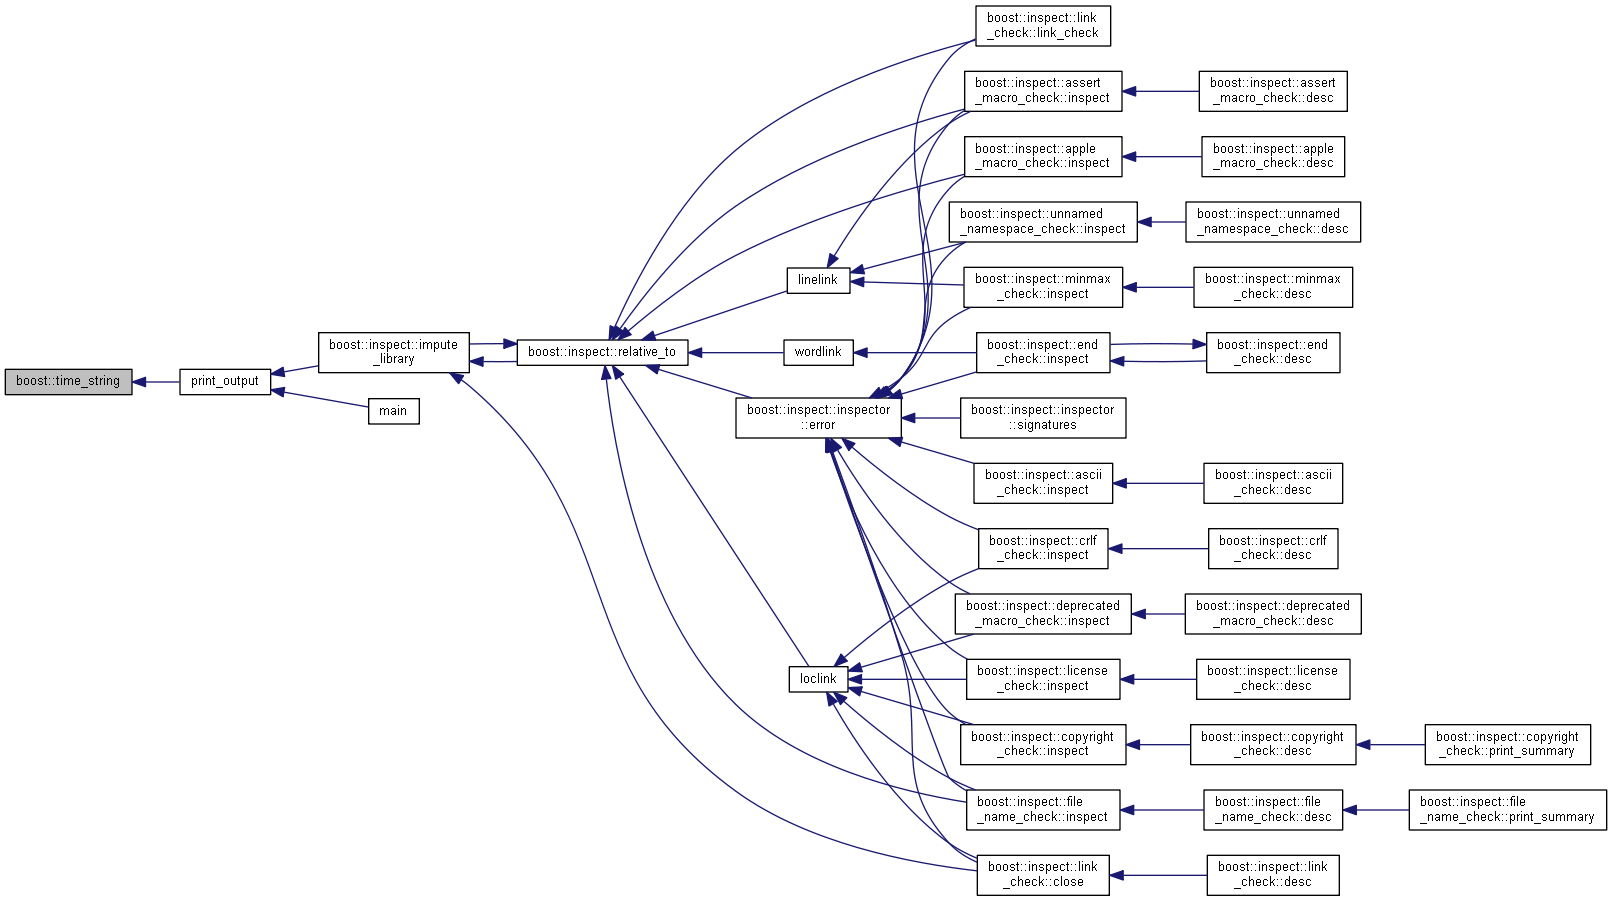 boost::time_string
print_output
boost::inspect::impute
_library
main
boost::inspect::relative_to
linelink
wordlink
boost::inspect::inspector
::error
loclink
boost::inspect::link
_check::link_check
boost::inspect::assert
_macro_check::inspect
boost::inspect::assert
_macro_check::desc
boost::inspect::apple
_macro_check::inspect
boost::inspect::apple
_macro_check::desc
boost::inspect::unnamed
_namespace_check::inspect
boost::inspect::unnamed
_namespace_check::desc
boost::inspect::minmax
_check::inspect
boost::inspect::minmax
_check::desc
boost::inspect::end
_check::inspect
boost::inspect::end
_check::desc
boost::inspect::inspector
::signatures
boost::inspect::ascii
_check::inspect
boost::inspect::ascii
_check::desc
boost::inspect::crlf
_check::inspect
boost::inspect::crlf
_check::desc
boost::inspect::deprecated
_macro_check::inspect
boost::inspect::deprecated
_macro_check::desc
boost::inspect::license
_check::inspect
boost::inspect::license
_check::desc
boost::inspect::copyright
_check::inspect
boost::inspect::copyright
_check::desc
boost::inspect::copyright
_check::print_summary
boost::inspect::file
_name_check::inspect
boost::inspect::file
_name_check::desc
boost::inspect::file
_name_check::print_summary
boost::inspect::link
_check::close
boost::inspect::link
_check::desc